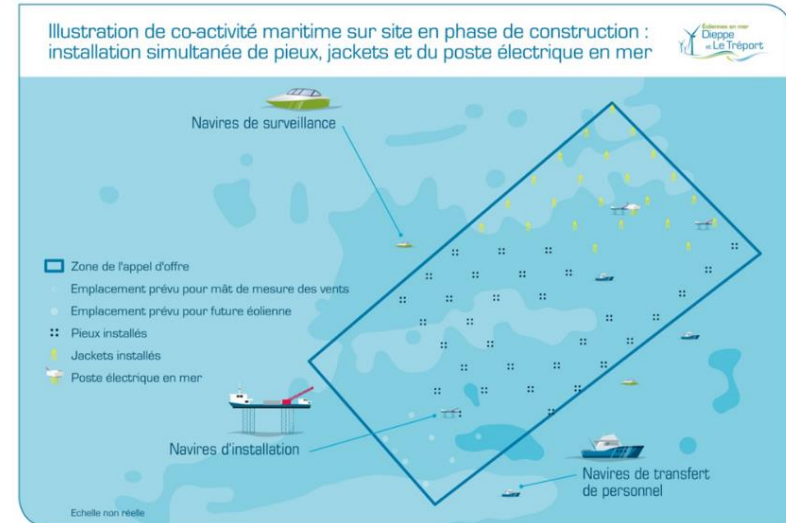 Illustration de co-activité maritime sur site en phase de construction :
installation simultanée de pieux, jackets et du poste électrique en mer
Éoliennes en mer
Dieppe
et Le Tréport
Navires de surveillance
Zone de l'appel d'offre
Emplacement prévu pour mât de mesure des vents
Emplacement prévu pour future éolienne
Pieux installés
Jackets installés
Poste électrique en mer
Navires d'installation
Navires de transfert
de personnel
Echelle non réelle